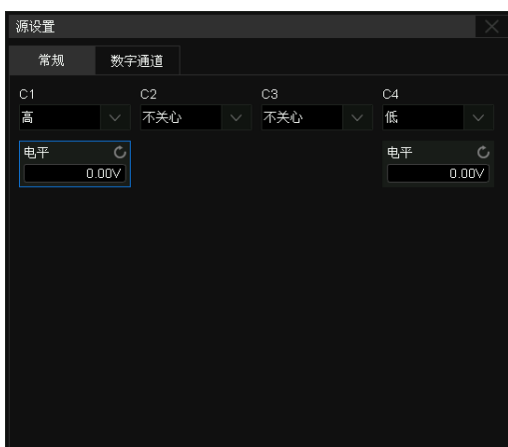 源设置
常规 数字通道
C1 C2 C3 C4
高 不关心 不关心 低
电平 电平
0.00V 0.00V